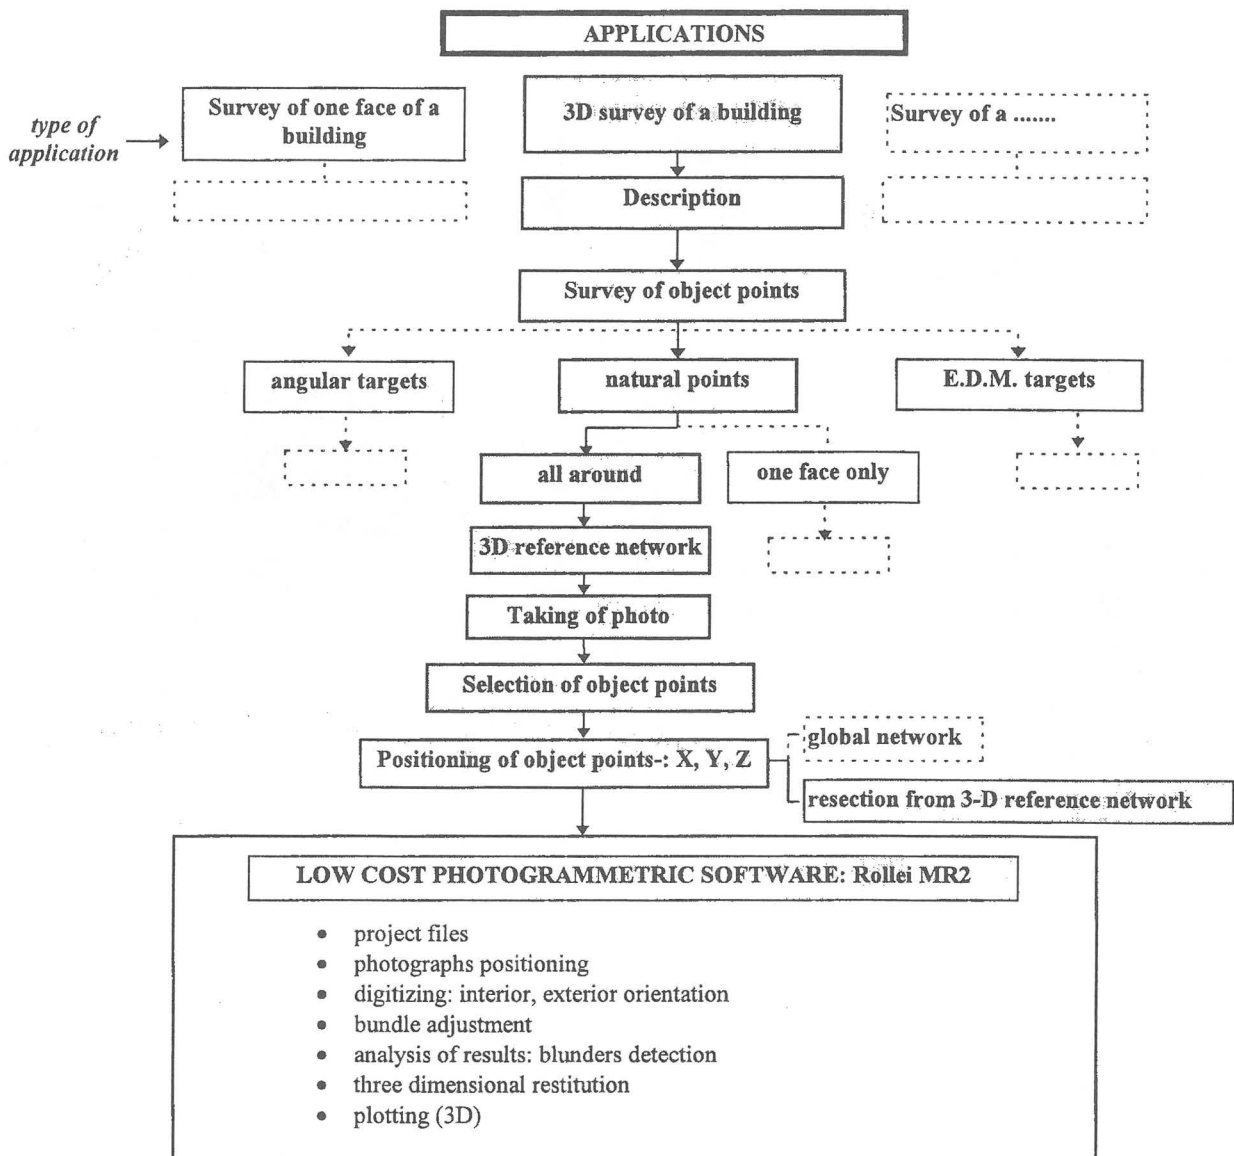 APPLICATIONS
Survey of one face of a
building
3D survey of a building
Survey of a .......
type of
application
Description
Survey of object points
angular targets
natural points
E.D.M. targets
all around
one face only
3D reference network
Taking of photo
Selection of object points
Positioning of object points-: X, Y, Z
global network
resection from 3-D reference network
LOW COST PHOTOGRAMMETRIC SOFTWARE: Rollei MR2
• project files
• photographs positioning
• digitizing: interior, exterior orientation
• bundle adjustment
• analysis of results: blunders detection
• three dimensional restitution
• plotting (3D)